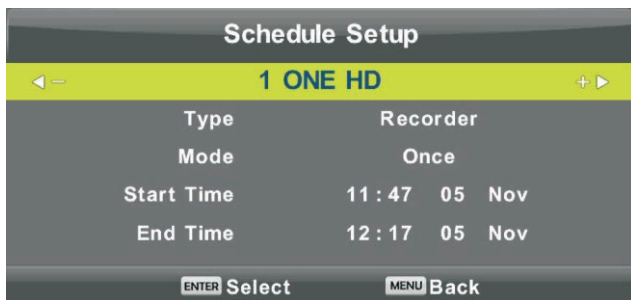 Schedule Setup
− 1 ONE HD +
Type Recorder
Mode Once
Start Time 11:47 05 Nov
End Time 12:17 05 Nov
ENTER Select MENU Back